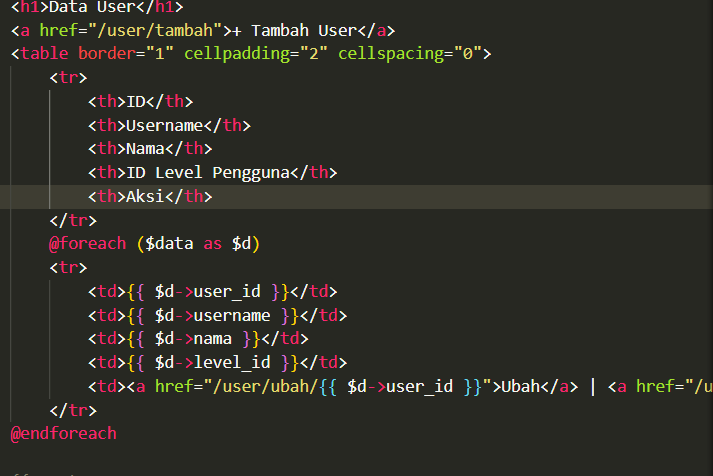 <h1>Data User</h1>
<a href="/user/tambah">+ Tambah User</a>
<table border="1" cellpadding="2" cellspacing="0">
<tr>
<th>ID</th>
<th>Username</th>
<th>Nama</th>
<th>ID Level Pengguna</th>
<th>Aksi</th>
</tr>
@foreach ($data as $d)
<tr>
<td>{{ $d->user_id }}</td>
<td>{{ $d->username }}</td>
<td>{{ $d->nama }}</td>
<td>{{ $d->level_id }}</td>
<td><a href="/user/ubah/{{ $d->user_id }}">Ubah</a> | <a href="/u
</tr>
@endforeach